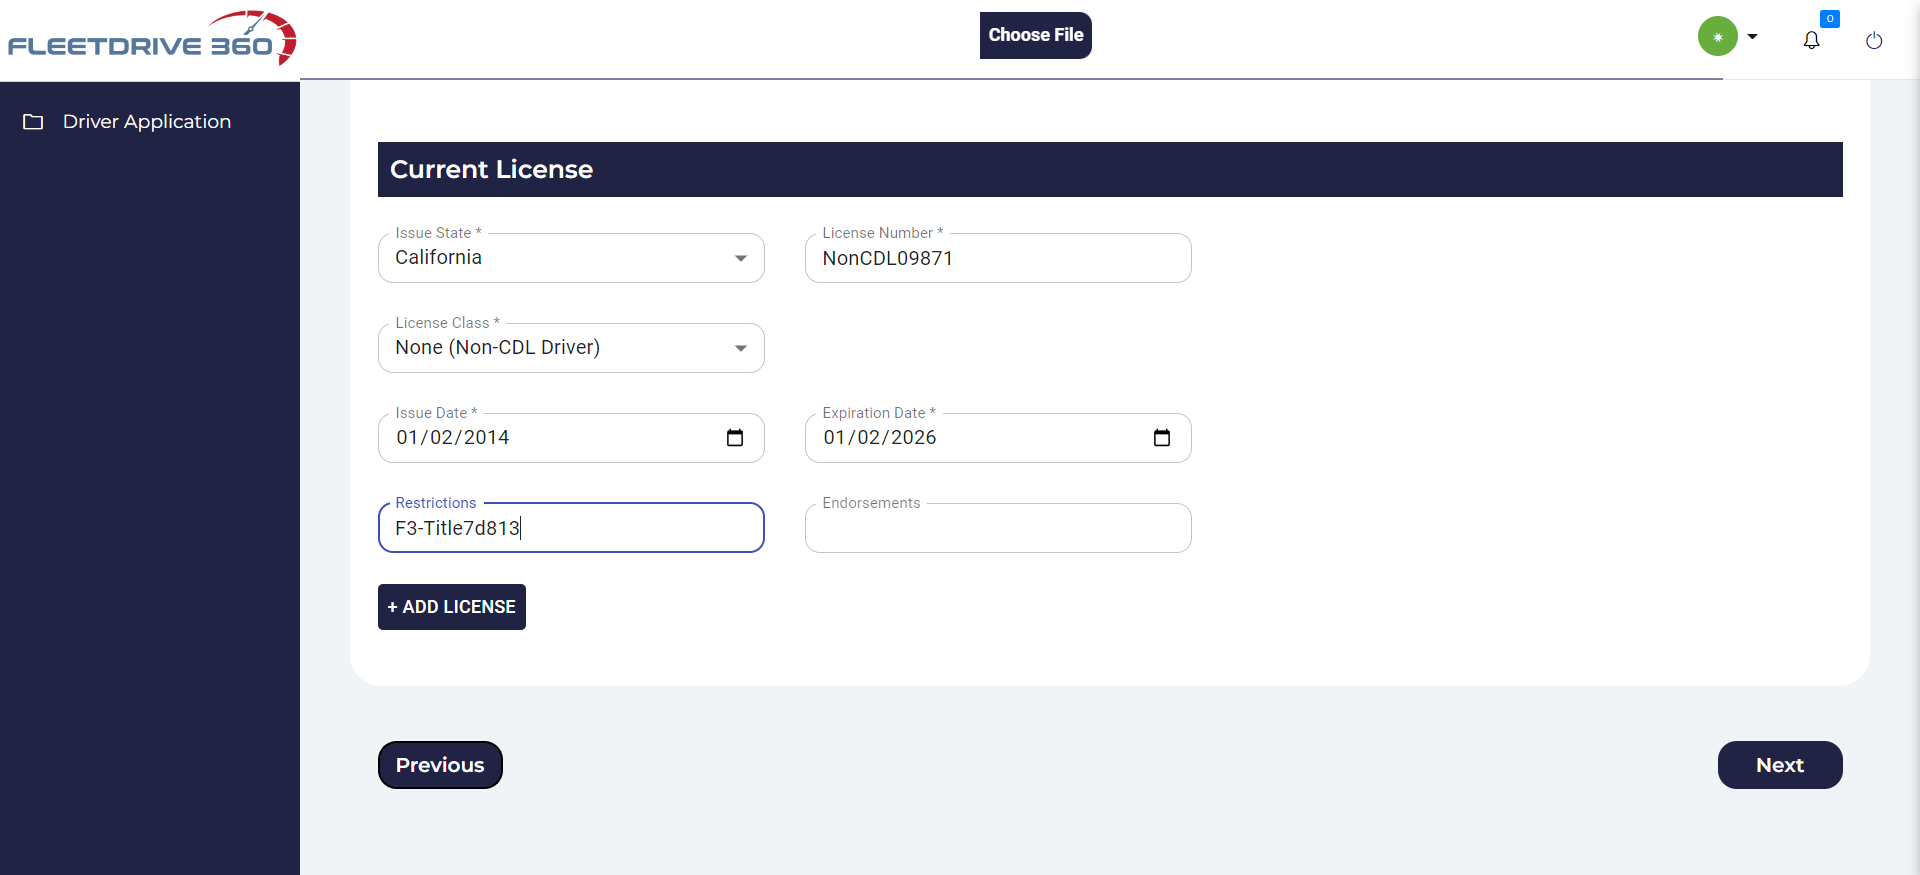 FLEETDRIVE 360
Choose File
0
Driver Application
Current License
Issue State *
California
License Number *
NonCDL09871
License Class *
None (Non-CDL Driver)
Issue Date *
01/02/2014
Expiration Date *
01/02/2026
Restrictions
F3-Title7d813
Endorsements
+ ADD LICENSE
Previous
Next